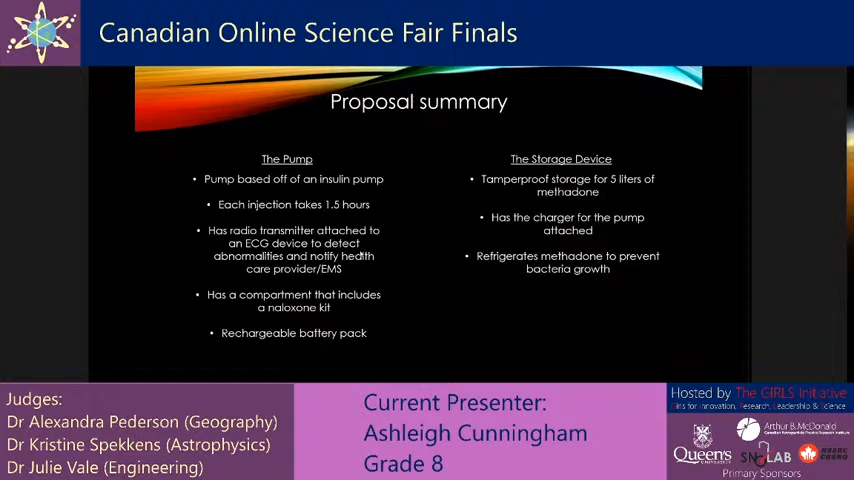 Canadian Online Science Fair Finals
Proposal summary
The Pump
• Pump based off of an insulin pump
• Each injection takes 1.5 hours
• Has radio transmitter attached to
an ECG device to detect
abnormalities and notify health
care provider/EMS
• Has a compartment that includes
a naloxone kit
• Rechargeable battery pack
The Storage Device
• Tamperproof storage for 5 liters of
methadone
• Has the charger for the pump
attached
• Refrigerates methadone to prevent
bacteria growth
Judges:
Dr Alexandra Pederson (Geography)
Dr Kristine Spekkens (Astrophysics)
Dr Julie Vale (Engineering)
Current Presenter:
Ashleigh Cunningham
Grade 8
Hosted by The GIRLS Initiative
Girls for Innovation, Research, Leadership & Science
Queen's
UNIVERSITY
Arthur B. McDonald
SNOLAB
NSERC
CRSNG
Primary Sponsors